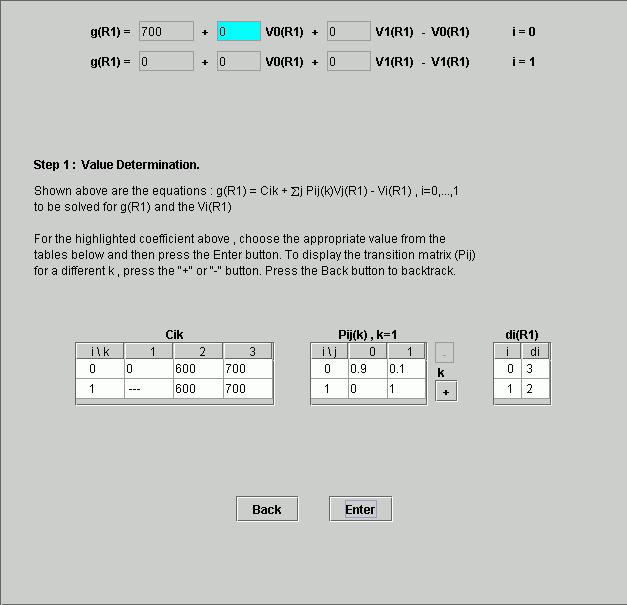 g(R1) = 700 + 0 V0(R1) + 0 V1(R1) - V0(R1) i = 0
g(R1) = 0 + 0 V0(R1) + 0 V1(R1) - V1(R1) i = 1
Step 1 : Value Determination.
Shown above are the equations : g(R1) = Cik + Σj Pij(k)Vj(R1) - Vi(R1) , i=0,...,1
to be solved for g(R1) and the Vi(R1)
For the highlighted coefficient above , choose the appropriate value from the
tables below and then press the Enter button. To display the transition matrix (Pij)
for a different k , press the "+" or "-" button. Press the Back button to backtrack.
Cik Pij(k) , k=1 di(R1)
i \ k 1 2 3 i \ j 0 1 - i di
0 0 600 700 0 0.9 0.1 k 0 3
1 --- 600 700 1 0 1 + 1 2
Back Enter